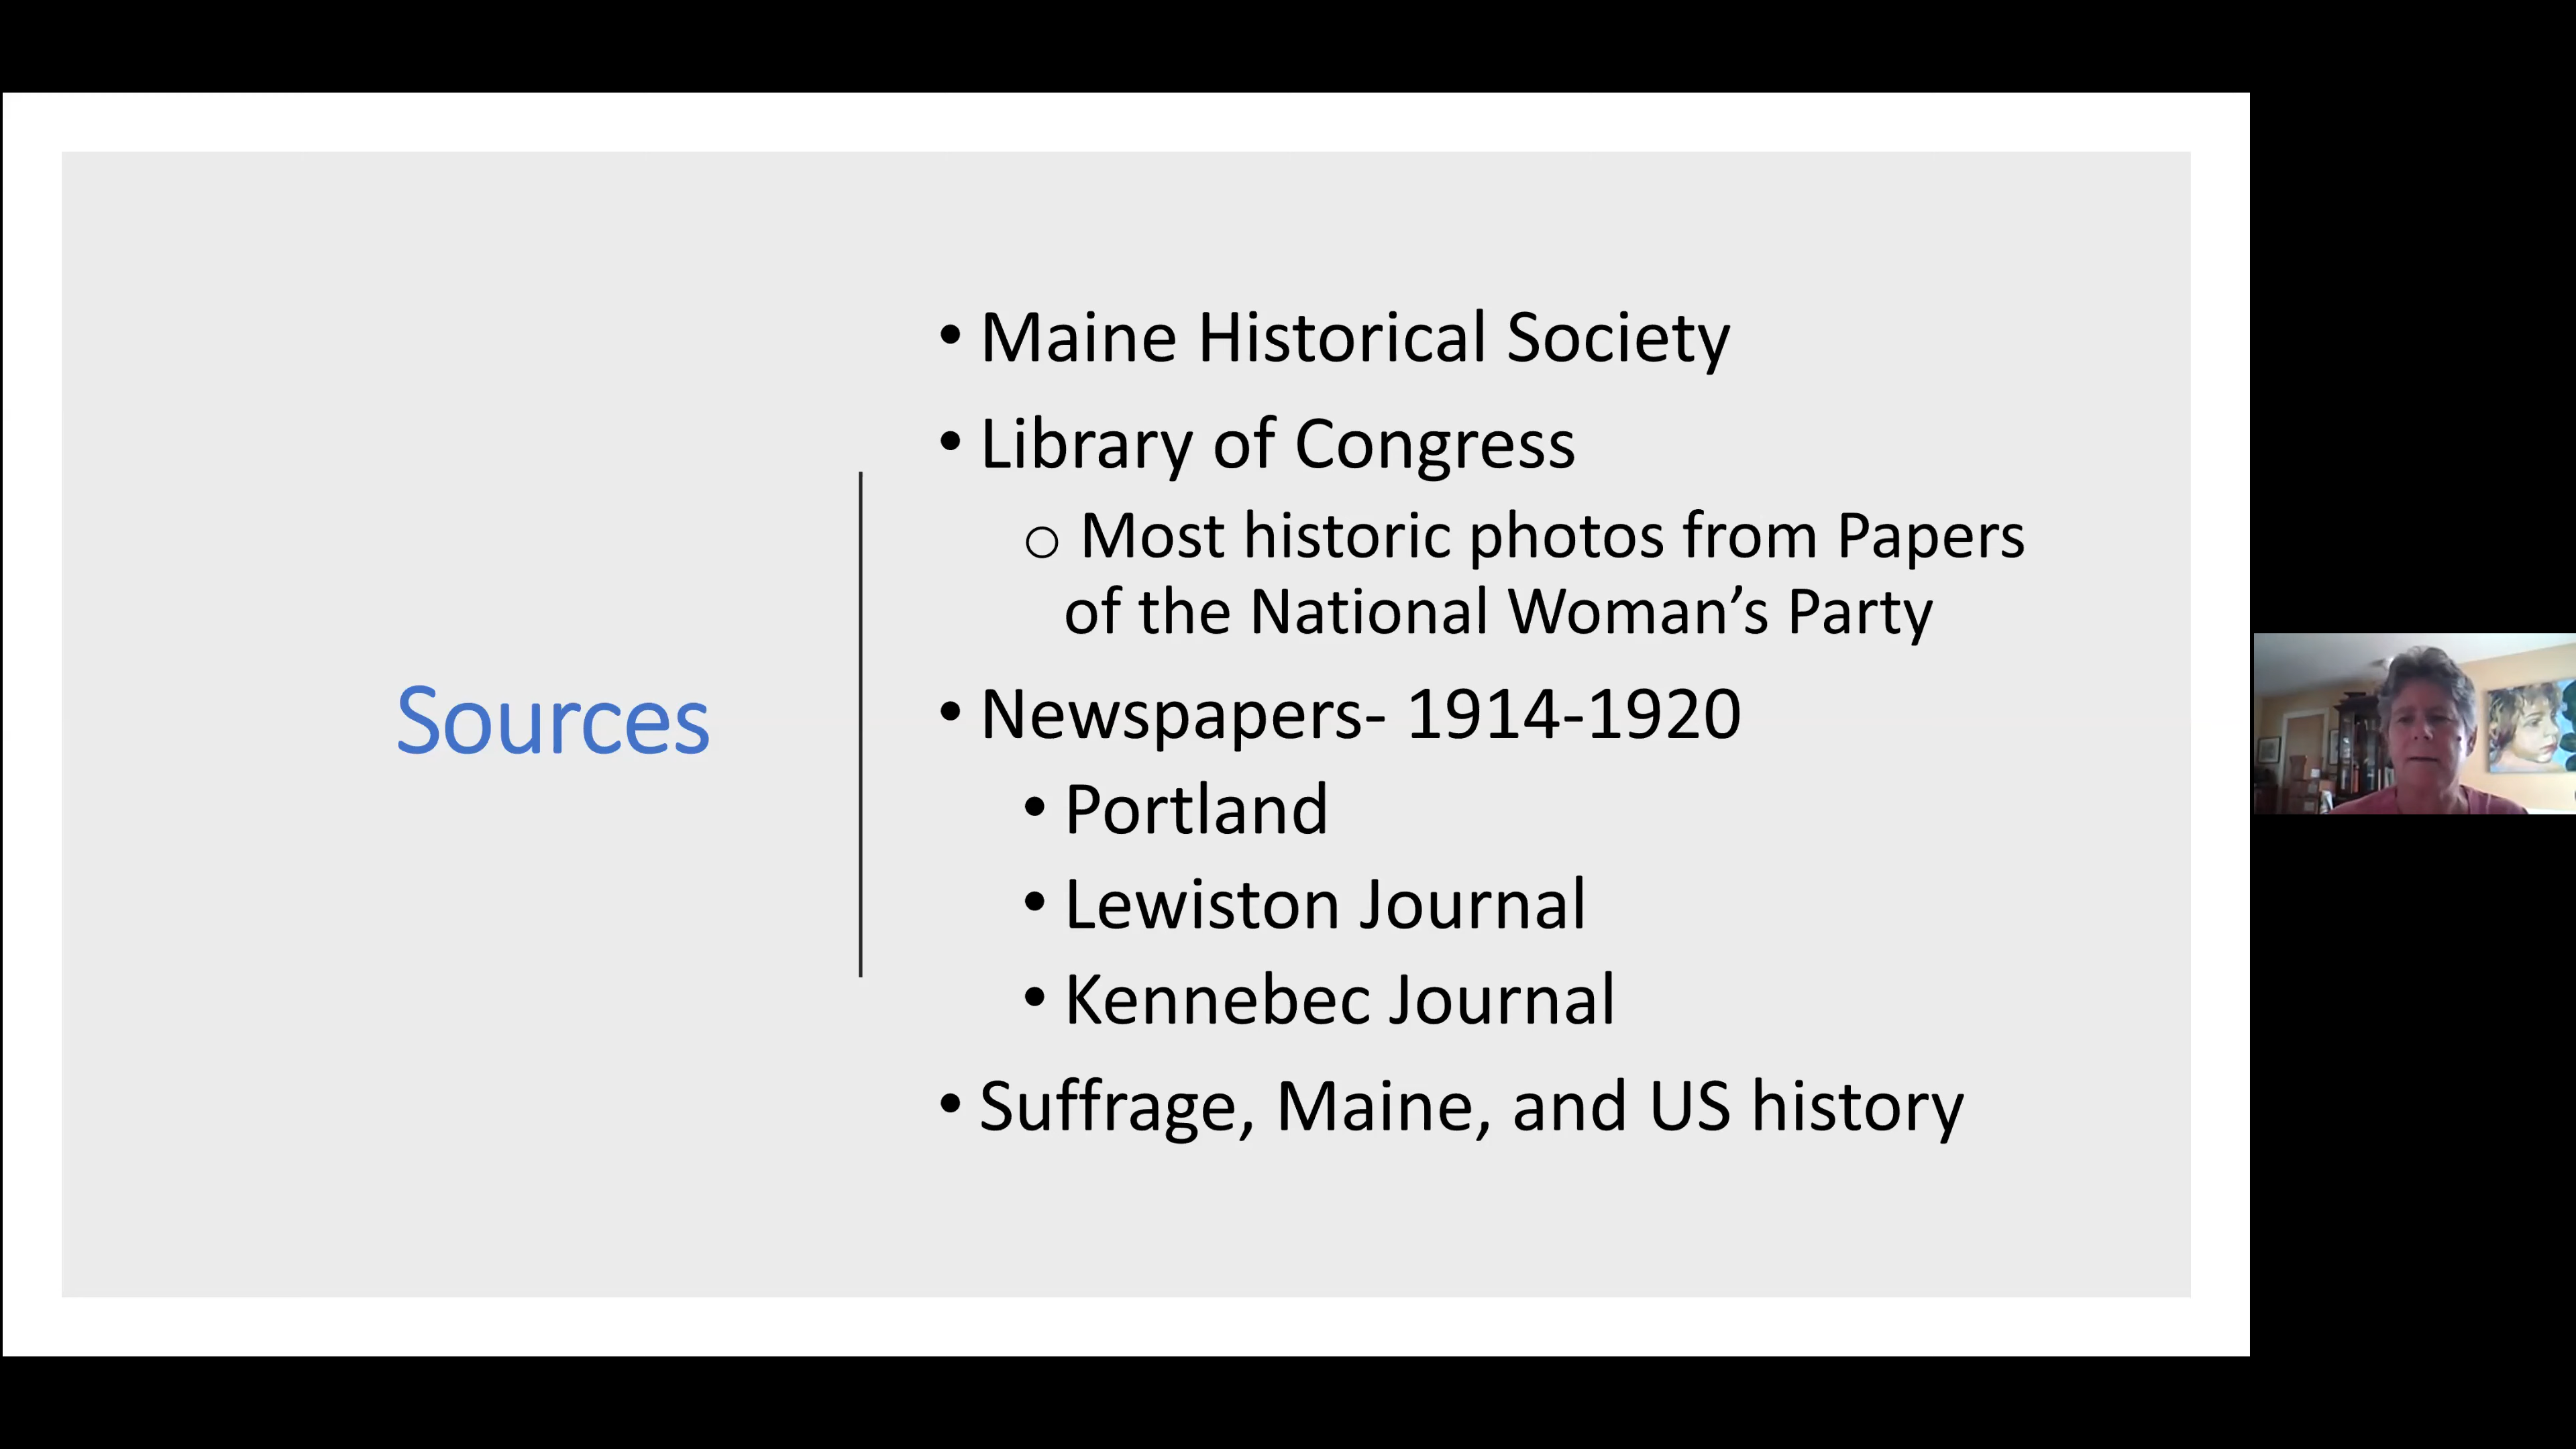 Sources
• Maine Historical Society
• Library of Congress
o Most historic photos from Papers
of the National Woman’s Party
• Newspapers- 1914-1920
• Portland
• Lewiston Journal
• Kennebec Journal
• Suffrage, Maine, and US history